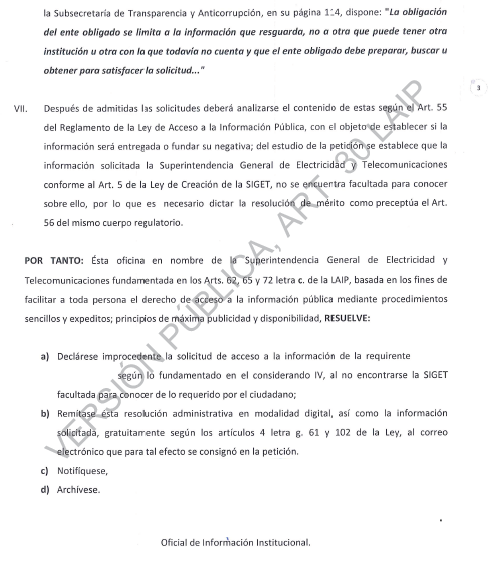 la Subsecretaría de Transparencia y Anticorrupción, en su página 114, dispone: "La obligación
del ente obligado se limita a la información que resguarda, no a otra que puede tener otra
institución u otra con la que todavía no cuenta y que el ente obligado debe preparar, buscar u
obtener para satisfacer la solicitud..."
3
VII. Después de admitidas las solicitudes deberá analizarse el contenido de estas según el Art. 55
del Reglamento de la Ley de Acceso a la Información Pública, con el objeto de establecer si la
información será entregada o fundar su negativa; del estudio de la petición se establece que la
información solicitada la Superintendencia General de Electricidad y Telecomunicaciones
conforme al Art. 5 de la Ley de Creación de la SIGET, no se encuentra facultada para conocer
sobre ello, por lo que es necesario dictar la resolución de mérito como preceptúa el Art.
56 del mismo cuerpo regulatorio.
POR TANTO: Ésta oficina en nombre de la Superintendencia General de Electricidad y
Telecomunicaciones fundamentada en los Arts. 62, 65 y 72 letra c. de la LAIP, basada en los fines de
facilitar a toda persona el derecho de acceso a la información pública mediante procedimientos
sencillos y expeditos; principios de máxima publicidad y disponibilidad, RESUELVE:
a) Declárese improcedente la solicitud de acceso a la información de la requirente
según lo fundamentado en el considerando IV, al no encontrarse la SIGET
facultada para conocer de lo requerido por el ciudadano;
b) Remítase esta resolución administrativa en modalidad digital, así como la información
solicitada, gratuitamente según los artículos 4 letra g. 61 y 102 de la Ley, al correo
electrónico que para tal efecto se consignó en la petición.
c) Notifíquese,
d) Archívese.
Oficial de Información Institucional.
VERSIÓN PÚBLICA, ART. 30 LAIP